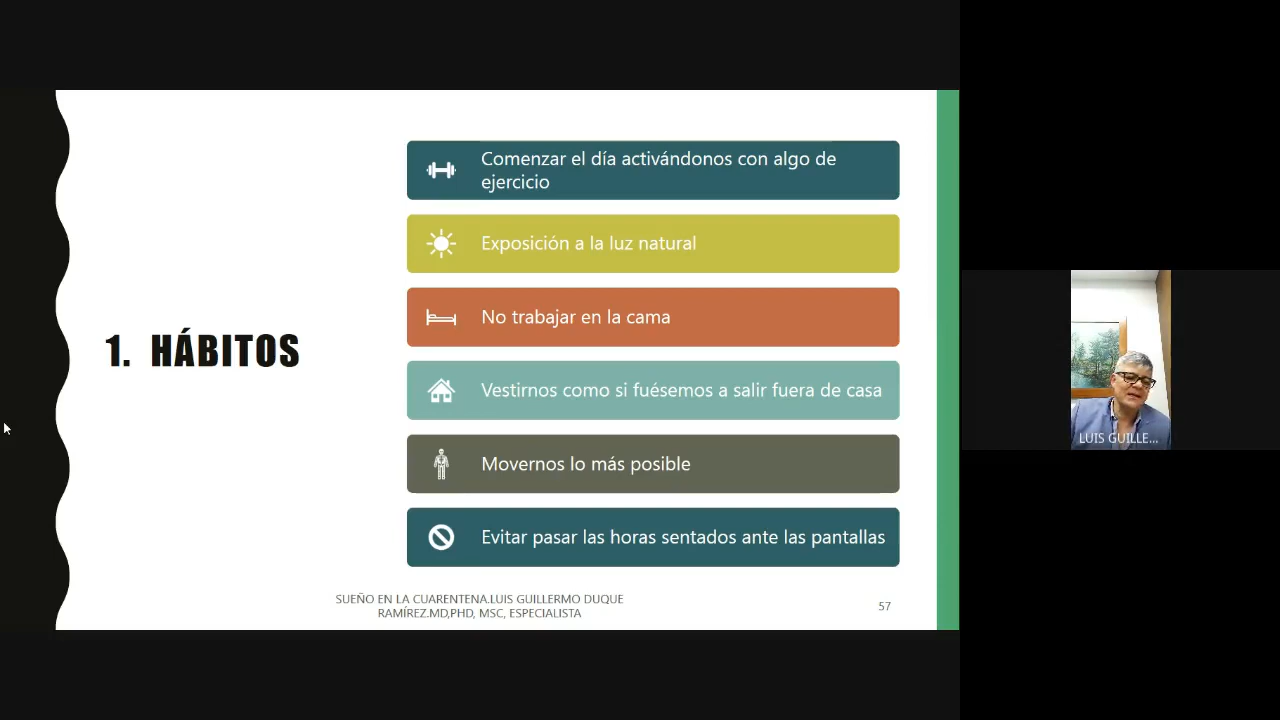 1. HÁBITOS
Comenzar el día activándonos con algo de
ejercicio
Exposición a la luz natural
No trabajar en la cama
Vestirnos como si fuésemos a salir fuera de casa
Movernos lo más posible
Evitar pasar las horas sentados ante las pantallas
SUEÑO EN LA CUARENTENA.LUIS GUILLERMO DUQUE
RAMÍREZ.MD,PHD, MSC, ESPECIALISTA
57
LUIS GUILLE...